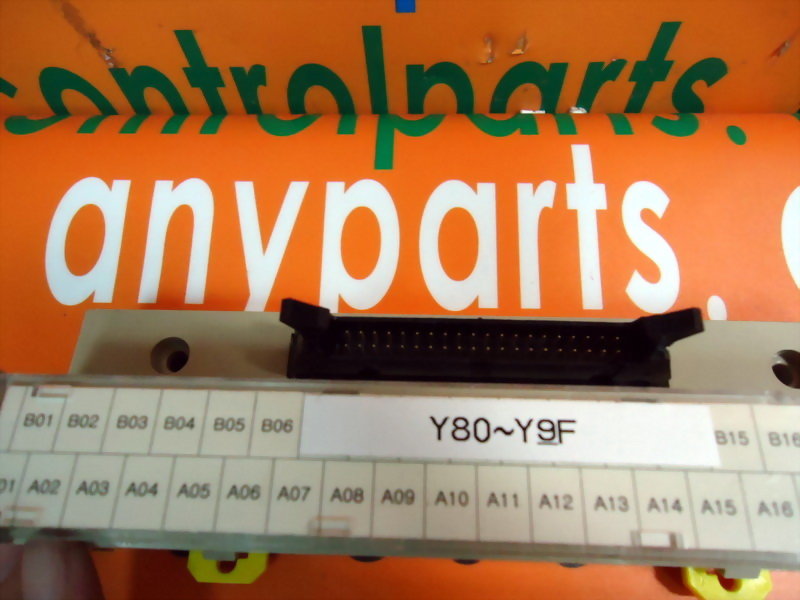 controlparts.
anyparts.
B01 B02 B03 B04 B05 B06 Y80~Y9F B15 B16
01 A02 A03 A04 A05 A06 A07 A08 A09 A10 A11 A12 A13 A14 A15 A16